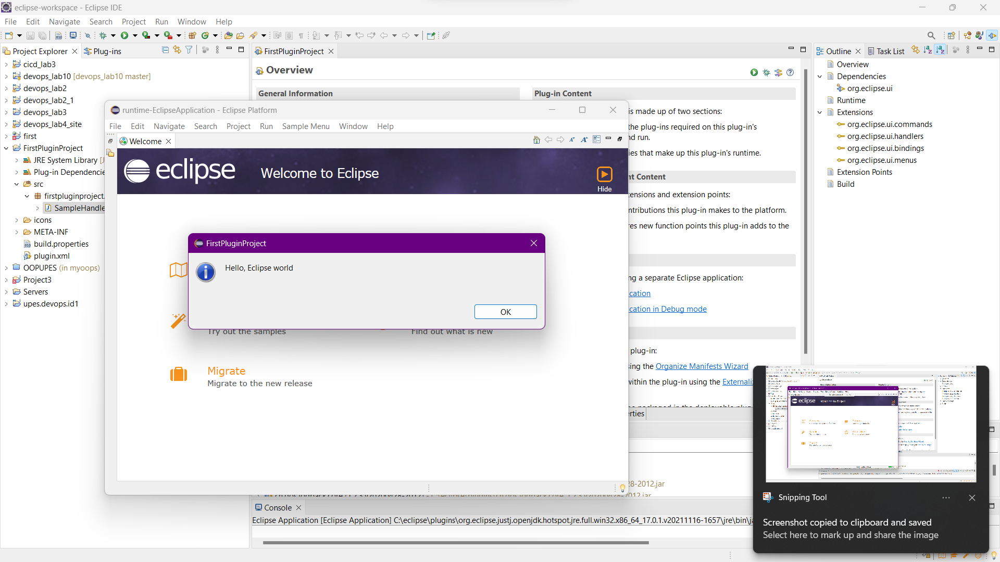 eclipse-workspace - Eclipse IDE
File Edit Navigate Search Project Run Window Help
Project Explorer Plug-ins
cicd_lab3
devops_lab10 [devops_lab10 master]
devops_lab2
devops_lab2_1
devops_lab3
devops_lab4_site
first
FirstPluginProject
JRE System Library [J
Plug-in Dependencie
src
firstpluginproject.
SampleHandle
icons
META-INF
build.properties
plugin.xml
OOPUPES (in myoops)
Project3
Servers
upes.devops.id1
FirstPluginProject
Overview
General Information
Plug-in Content
is made up of two sections:
the plug-ins required on this plug-in's
nd run.
ies that make up this plug-in's runtime.
nt Content
tensions and extension points:
ntributions this plug-in makes to the platform.
res new function points this plug-in adds to the
ng a separate Eclipse application:
cation
cation in Debug mode
plug-in:
sing the Organize Manifests Wizard
within the plug-in using the Externali
erties
runtime-EclipseApplication - Eclipse Platform
File Edit Navigate Search Project Run Sample Menu Window Help
Welcome
eclipse
Welcome to Eclipse
Hide
FirstPluginProject
Hello, Eclipse world
OK
Try out the samples
Find out what is new
Migrate
Migrate to the new release
28-2012.jar
Console
Eclipse Application [Eclipse Application] C:\eclipse\plugins\org.eclipse.justj.openjdk.hotspot.jre.full.win32.x86_64_17.0.1.v20211116-1657\jre\bin\ja
Outline Task List
Overview
Dependencies
org.eclipse.ui
Runtime
Extensions
org.eclipse.ui.commands
org.eclipse.ui.handlers
org.eclipse.ui.bindings
org.eclipse.ui.menus
Extension Points
Build
eclipse Welcome to Eclipse
Snipping Tool
Screenshot copied to clipboard and saved
Select here to mark up and share the image